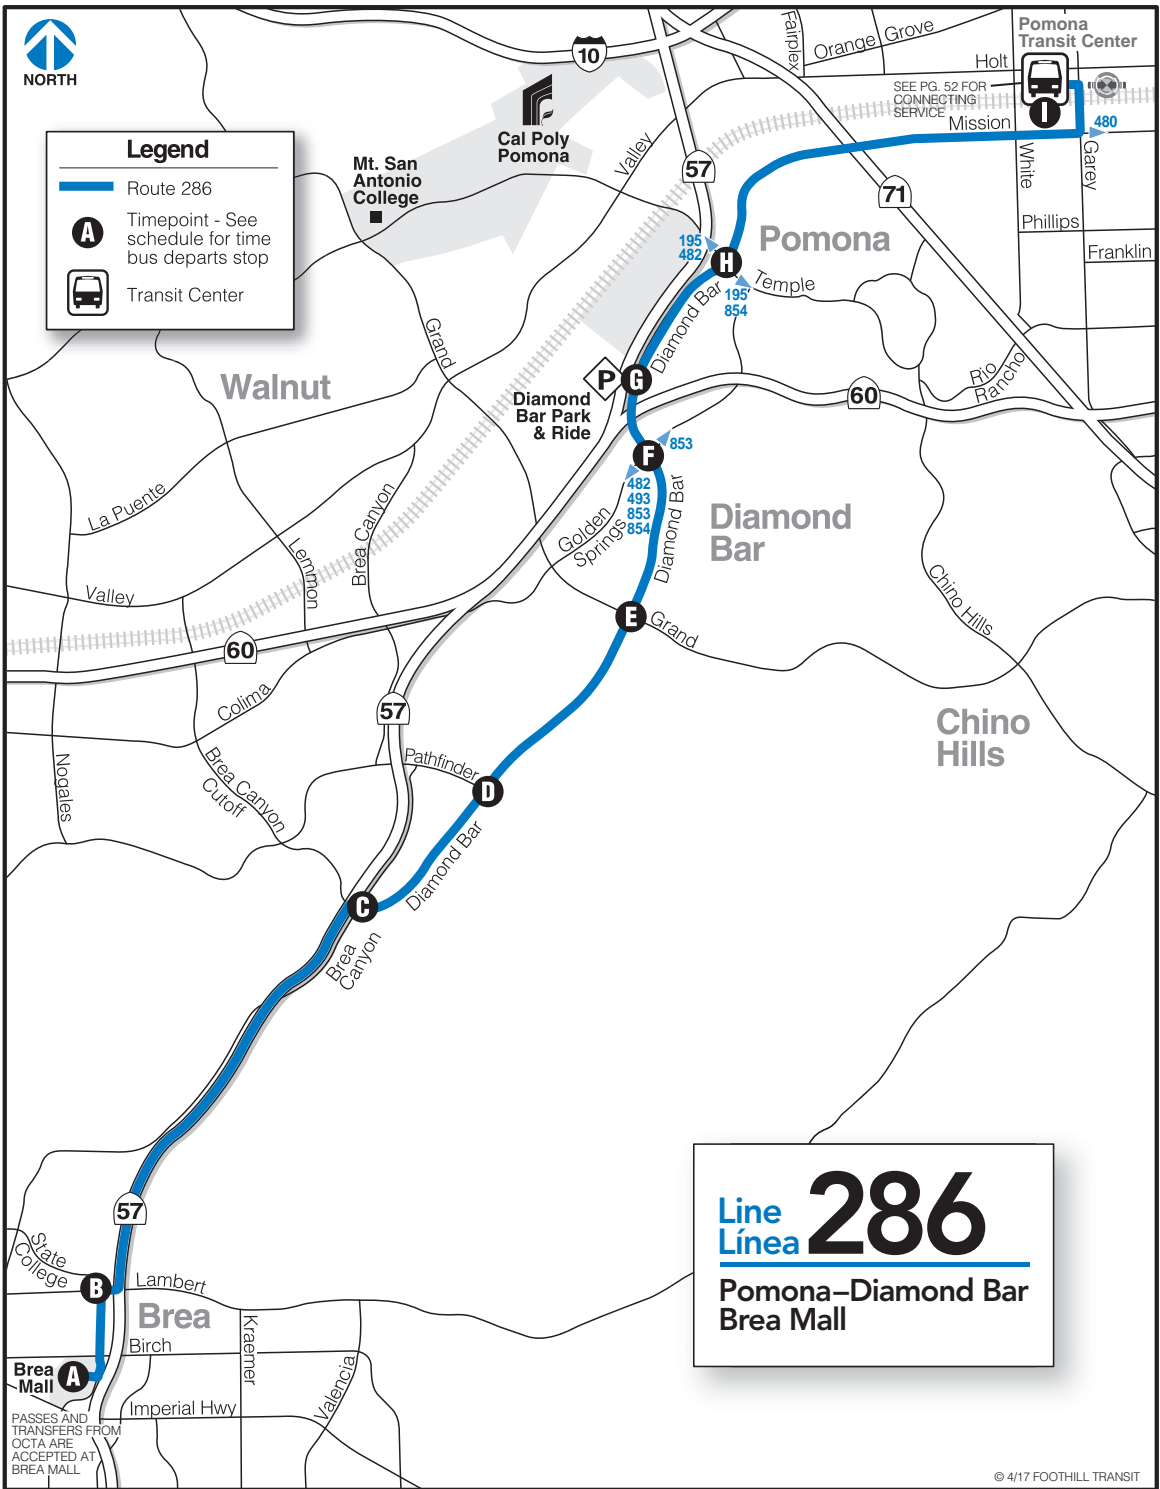 NORTH
10
Fairplex
Orange Grove
Pomona
Transit Center
Holt
SEE PG. 52 FOR
CONNECTING
SERVICE
I
Mission
480
White
Garey
Legend
Route 286
A
Timepoint - See
schedule for time
bus departs stop
Transit Center
Cal Poly
Pomona
Mt. San
Antonio
College
Valley
57
71
Phillips
Franklin
Pomona
195
482
H
Temple
195
854
Diamond Bar
Grand
Walnut
P
G
Diamond
Bar Park
& Ride
60
Rio
Rancho
F
853
482
493
853
854
Golden
Springs
Diamond Bar
Diamond
Bar
La Puente
Brea Canyon
Lemmon
Valley
Chino Hills
E
Grand
60
Colima
57
Chino
Hills
Nogales
Brea Canyon
Cutoff
Pathfinder
D
Diamond Bar
C
Brea
Canyon
57
State
College
B
Lambert
Brea
Birch
Kraemer
Valencia
Brea
Mall
A
Imperial Hwy
PASSES AND
TRANSFERS FROM
OCTA ARE
ACCEPTED AT
BREA MALL
Line
Línea
286
Pomona–Diamond Bar
Brea Mall
© 4/17 FOOTHILL TRANSIT